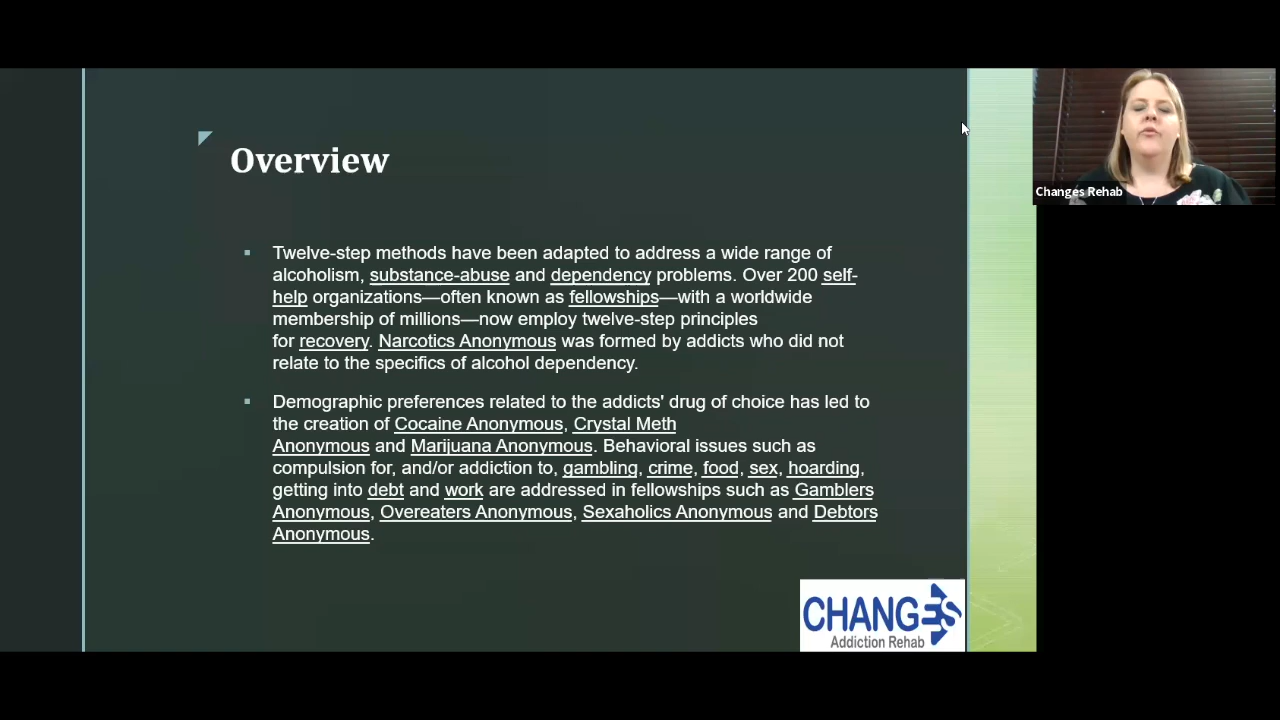 Overview
Twelve-step methods have been adapted to address a wide range of
alcoholism, substance-abuse and dependency problems. Over 200 self-
help organizations—often known as fellowships—with a worldwide
membership of millions—now employ twelve-step principles
for recovery. Narcotics Anonymous was formed by addicts who did not
relate to the specifics of alcohol dependency.
Demographic preferences related to the addicts' drug of choice has led to
the creation of Cocaine Anonymous, Crystal Meth
Anonymous and Marijuana Anonymous. Behavioral issues such as
compulsion for, and/or addiction to, gambling, crime, food, sex, hoarding,
getting into debt and work are addressed in fellowships such as Gamblers
Anonymous, Overeaters Anonymous, Sexaholics Anonymous and Debtors
Anonymous.
CHANGES
Addiction Rehab
Changes Rehab